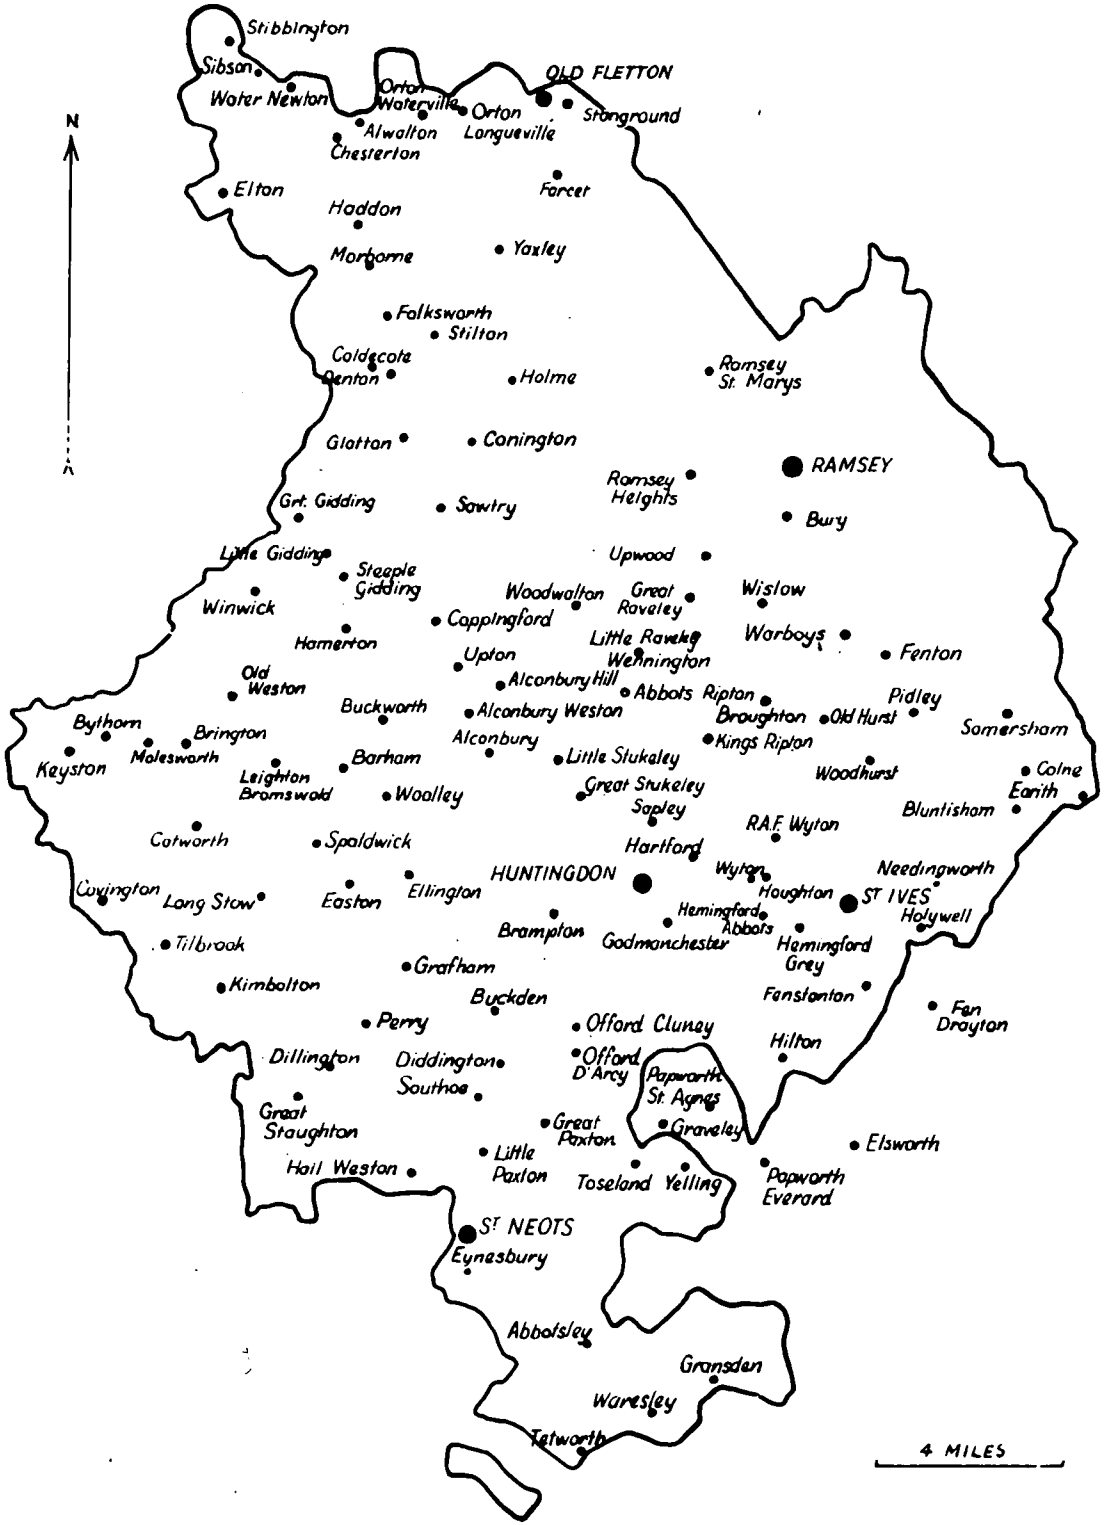 Stibbington
Sibson
Water Newton
Orton
Waterville
OLD FLETTON
Orton
Longueville
Stanground
Alwalton
Chesterton
N
Elton
Farcet
Haddon
Morborne
Yaxley
Folksworth
Stilton
Caldecote
Denton
Holme
Ramsey
St. Marys
Glatton
Conington
RAMSEY
Ramsey
Heights
Grt. Gidding
Sawtry
Bury
Little Gidding
Upwood
Steeple
Gidding
Winwick
Woodwalton
Great
Raveley
Wislow
Hamerton
Coppingford
Little Raveley
Warboys
Wennington
Fenton
Upton
Old
Weston
Alconbury Hill
Abbots Ripton
Pidley
Buckworth
Alconbury Weston
Broughton
Old Hurst
Somersham
Bythorn
Brington
Molesworth
Keyston
Alconbury
Kings Ripton
Leighton
Bromswold
Barham
Little Stukeley
Woodhurst
Colne
Earith
Woolley
Great Stukeley
Sapley
Bluntisham
Catworth
Spaldwick
R.A.F. Wyton
Hartford
HUNTINGDON
Wyton
Houghton
Needingworth
ST IVES
Covington
Long Stow
Easton
Ellington
Holywell
Brampton
Hemingford
Abbots
Godmanchester
Hemingford
Grey
Tilbrook
Grafham
Kimbolton
Buckden
Fenstanton
Fen
Drayton
Perry
Offord Cluney
Hilton
Dillington
Diddington
Offord
D'Arcy
Southoe
Papworth
St. Agnes
Great
Staughton
Great
Paxton
Graveley
Elsworth
Hail Weston
Little
Paxton
Toseland
Yelling
Papworth
Everard
ST NEOTS
Eynesbury
Abbotsley
Gransden
Waresley
Tetworth
4 MILES